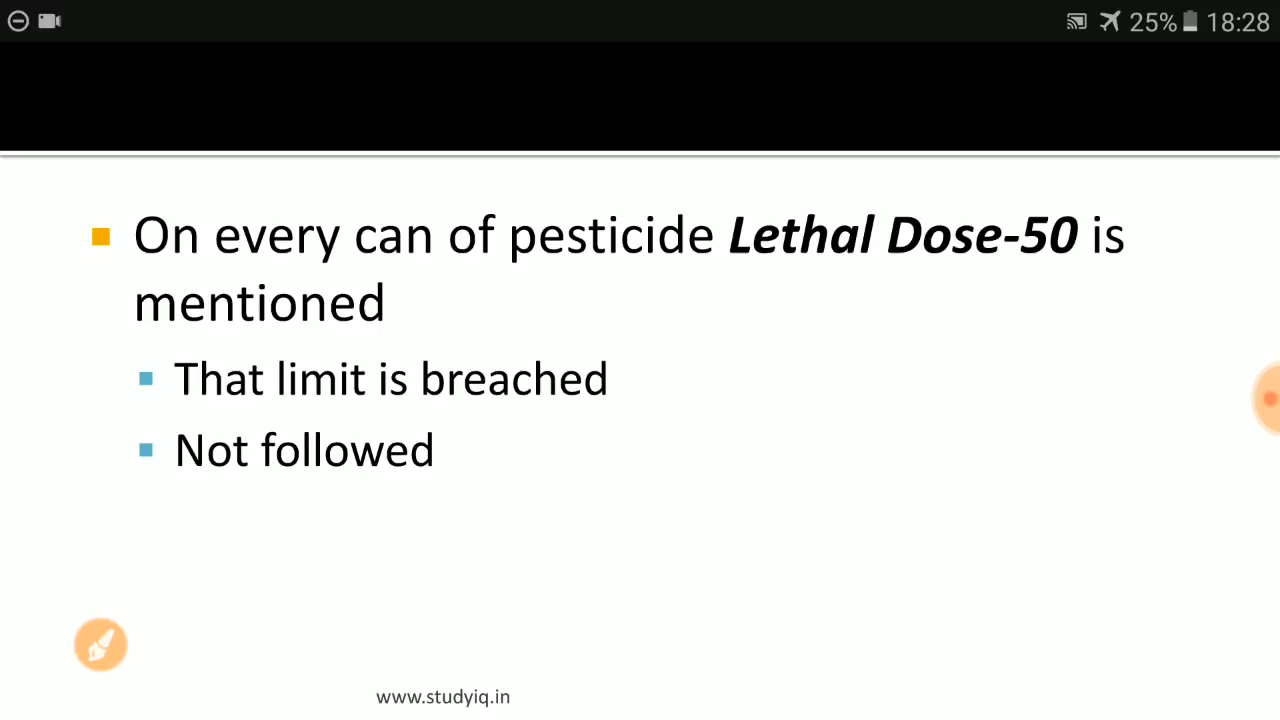 25% 18:28
On every can of pesticide Lethal Dose-50 is
mentioned
That limit is breached
Not followed
www.studyiq.in